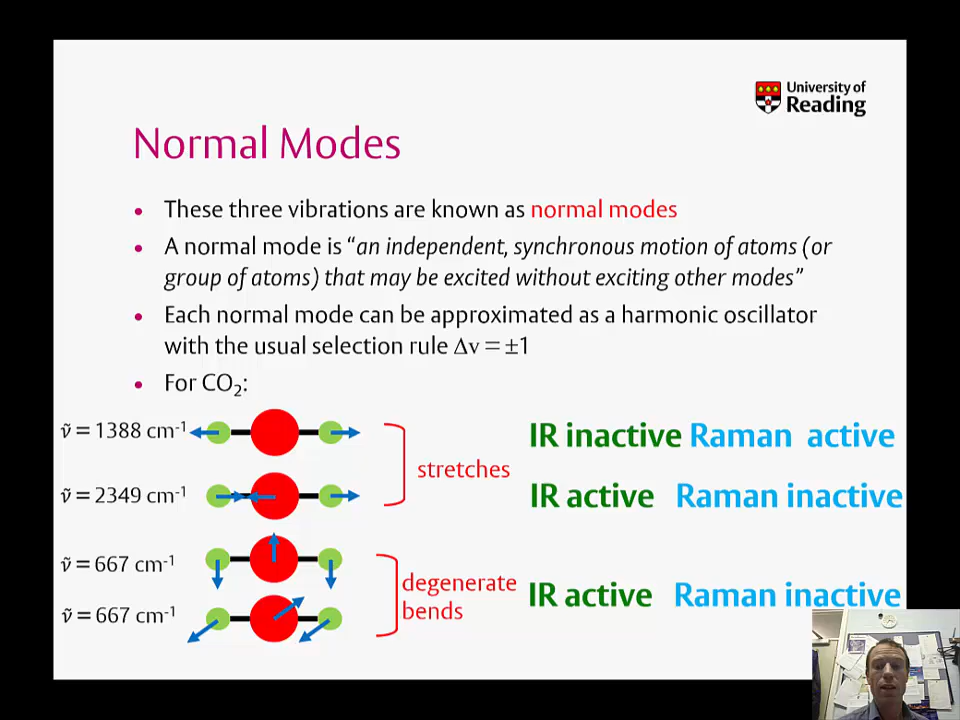 University of
Reading
Normal Modes
• These three vibrations are known as normal modes
• A normal mode is “an independent, synchronous motion of atoms (or
group of atoms) that may be excited without exciting other modes”
• Each normal mode can be approximated as a harmonic oscillator
with the usual selection rule Δv = ±1
• For CO₂:
ṽ = 1388 cm⁻¹
IR inactive Raman active
stretches
ṽ = 2349 cm⁻¹
IR active Raman inactive
ṽ = 667 cm⁻¹
degenerate
bends
IR active Raman inactive
ṽ = 667 cm⁻¹